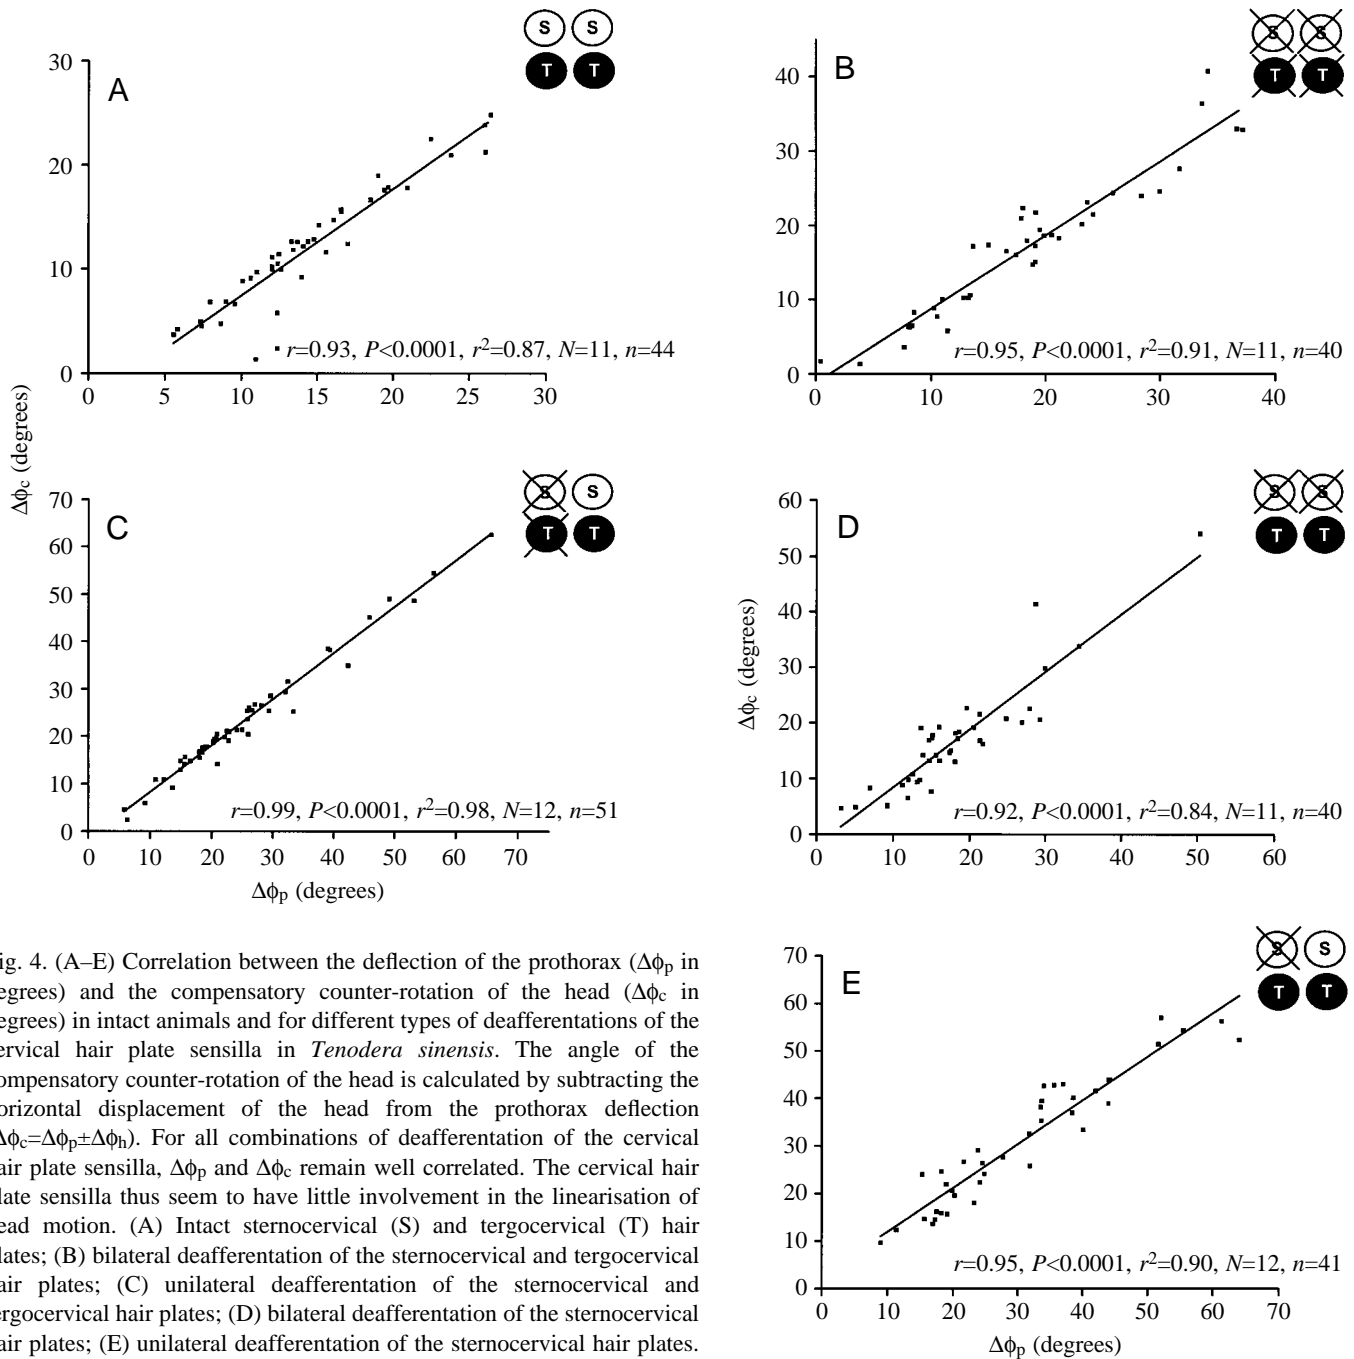 S S
T T
A
30
20
10
0
0 5 10 15 20 25 30
r=0.93, P<0.0001, r²=0.87, N=11, n=44
S S
T T
B
40
30
20
10
0
0 10 20 30 40
r=0.95, P<0.0001, r²=0.91, N=11, n=40
Δϕc (degrees)
S S
T T
C
70
60
50
40
30
20
10
0
0 10 20 30 40 50 60 70
r=0.99, P<0.0001, r²=0.98, N=12, n=51
Δϕp (degrees)
S S
T T
D
60
50
40
30
20
10
0
0 10 20 30 40 50 60
r=0.92, P<0.0001, r²=0.84, N=11, n=40
Δϕc (degrees)
S S
T T
E
70
60
50
40
30
20
10
0
0 10 20 30 40 50 60 70
r=0.95, P<0.0001, r²=0.90, N=12, n=41
Δϕp (degrees)
ig. 4. (A–E) Correlation between the deflection of the prothorax (Δϕp in
egrees) and the compensatory counter-rotation of the head (Δϕc in
egrees) in intact animals and for different types of deafferentations of the
ervical hair plate sensilla in Tenodera sinensis. The angle of the
ompensatory counter-rotation of the head is calculated by subtracting the
orizontal displacement of the head from the prothorax deflection
Δϕc=Δϕp±Δϕh). For all combinations of deafferentation of the cervical
air plate sensilla, Δϕp and Δϕc remain well correlated. The cervical hair
late sensilla thus seem to have little involvement in the linearisation of
ead motion. (A) Intact sternocervical (S) and tergocervical (T) hair
lates; (B) bilateral deafferentation of the sternocervical and tergocervical
air plates; (C) unilateral deafferentation of the sternocervical and
ergocervical hair plates; (D) bilateral deafferentation of the sternocervical
air plates; (E) unilateral deafferentation of the sternocervical hair plates.